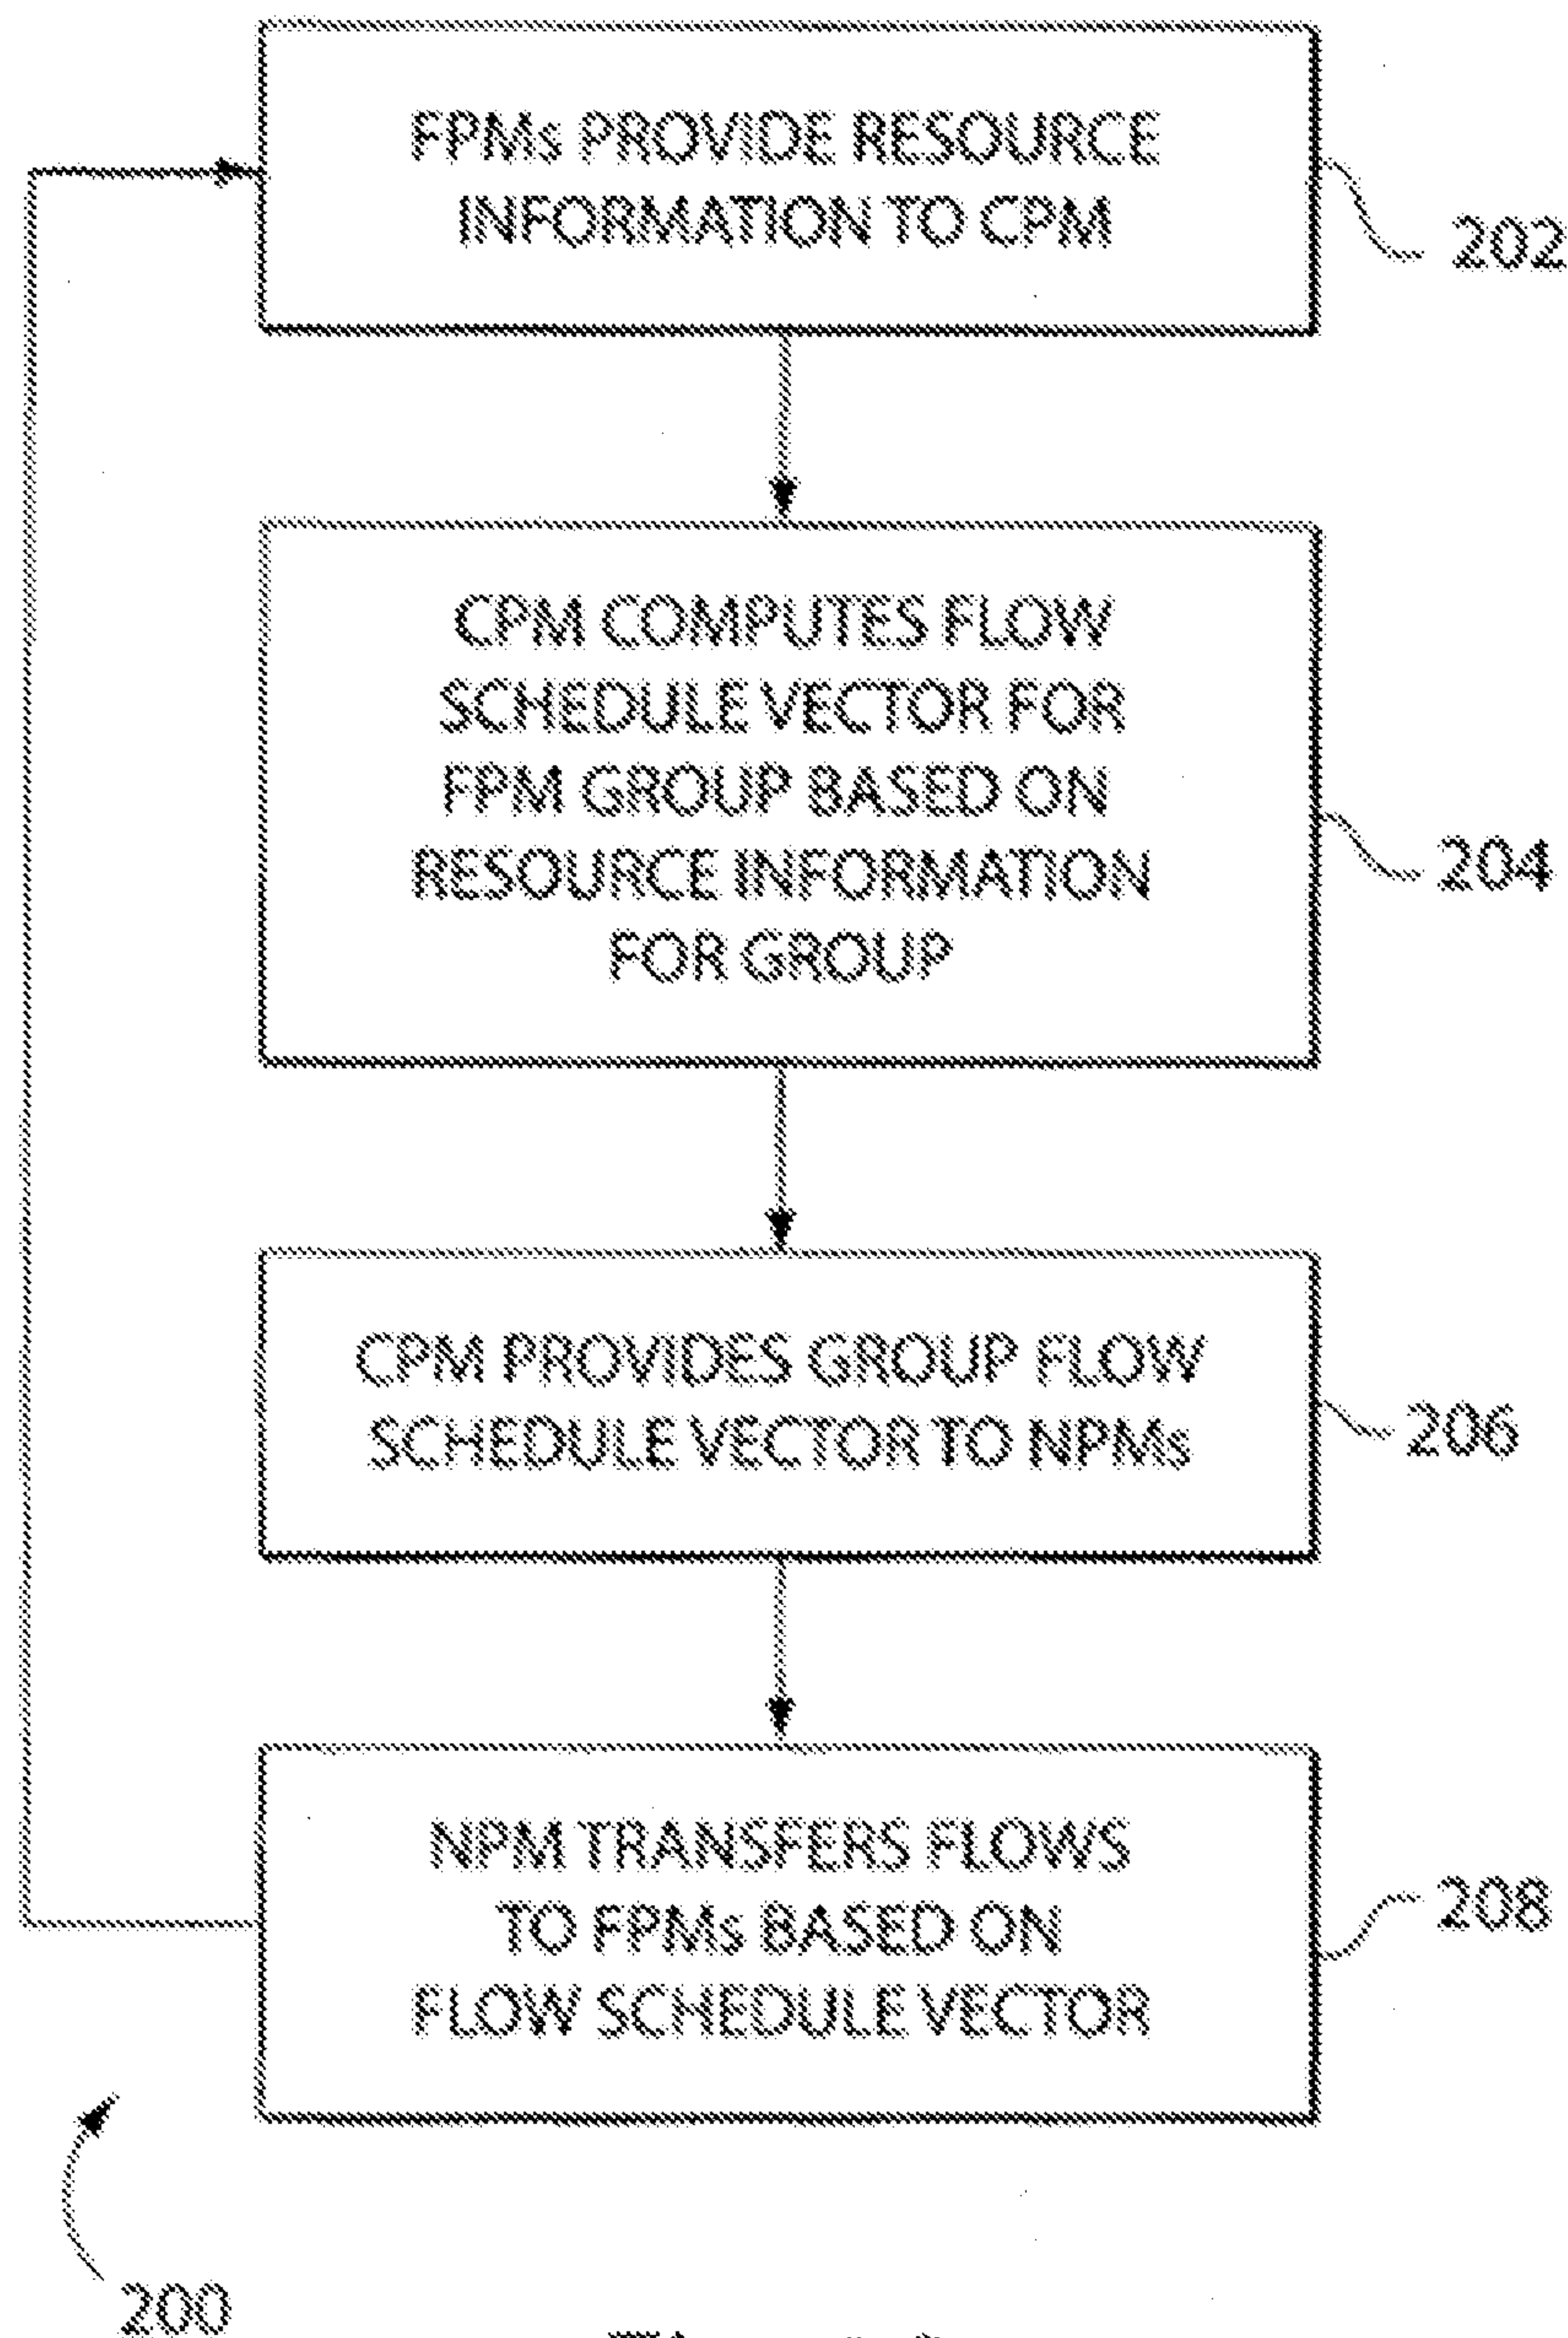 FPMs PROVIDE RESOURCE
INFORMATION TO CPM
202
CPM COMPUTES FLOW
SCHEDULE VECTOR FOR
FPM GROUP BASED ON
RESOURCE INFORMATION
FOR GROUP
204
CPM PROVIDES GROUP FLOW
SCHEDULE VECTOR TO NPMs
206
NPM TRANSFERS FLOWS
TO FPMs BASED ON
FLOW SCHEDULE VECTOR
208
200